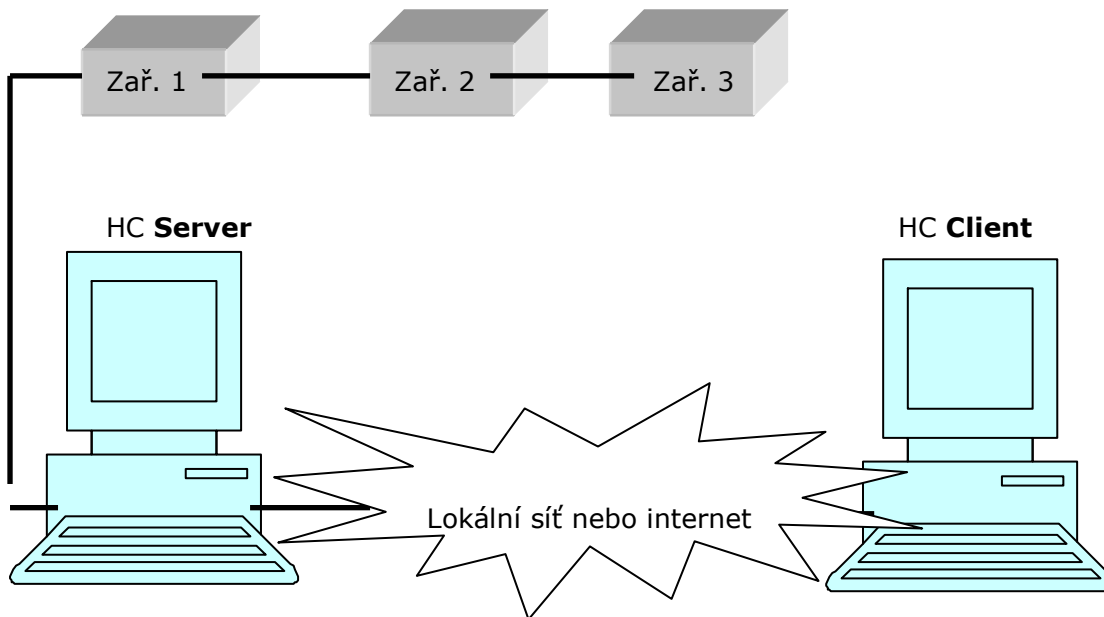 Zař. 1
Zař. 2
Zař. 3
HC Server
HC Client
Lokální síť nebo internet